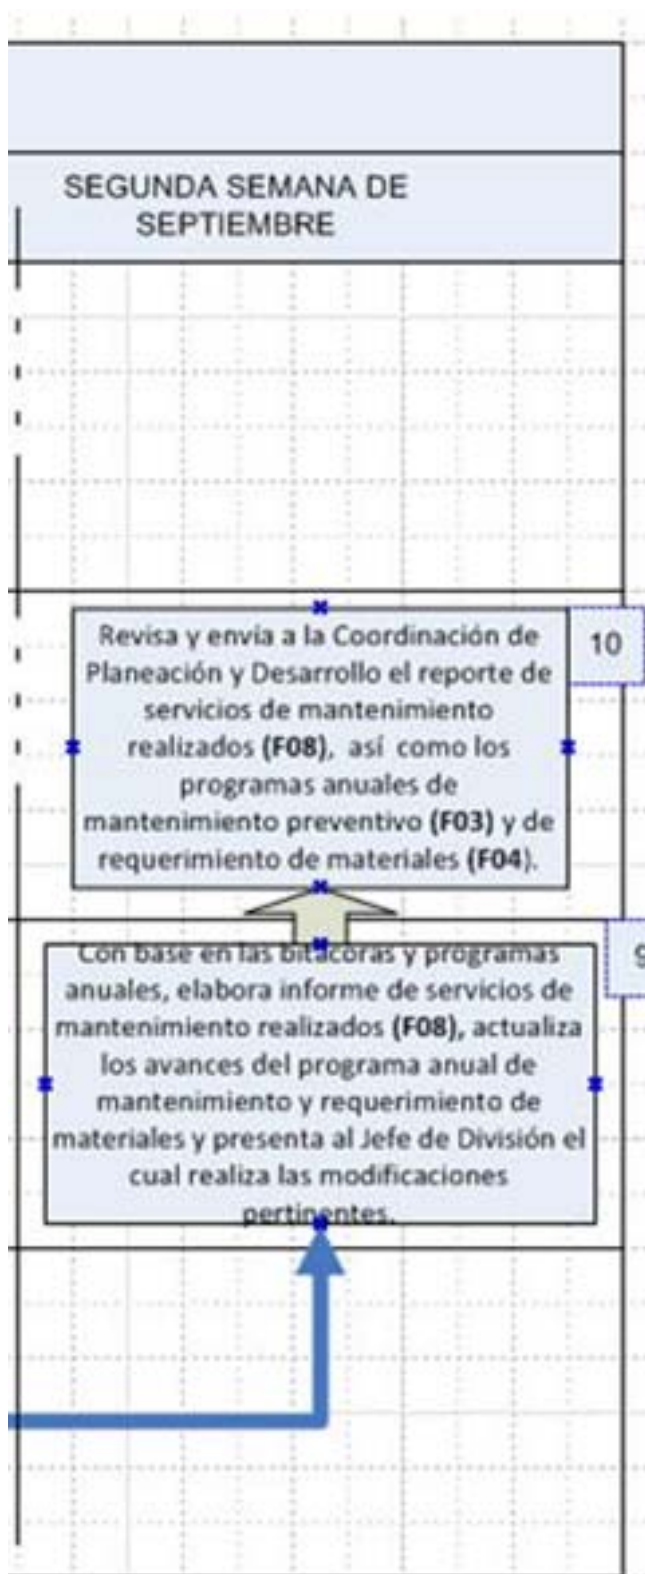 SEGUNDA SEMANA DE
SEPTIEMBRE
Revisa y envía a la Coordinación de
Planeación y Desarrollo el reporte de
servicios de mantenimiento
realizados (F08), así como los
programas anuales de
mantenimiento preventivo (F03) y de
requerimiento de materiales (F04).
10
Con base en las bitácoras y programas
anuales, elabora informe de servicios de
mantenimiento realizados (F08), actualiza
los avances del programa anual de
mantenimiento y requerimiento de
materiales y presenta al Jefe de División el
cual realiza las modificaciones
pertinentes.
9